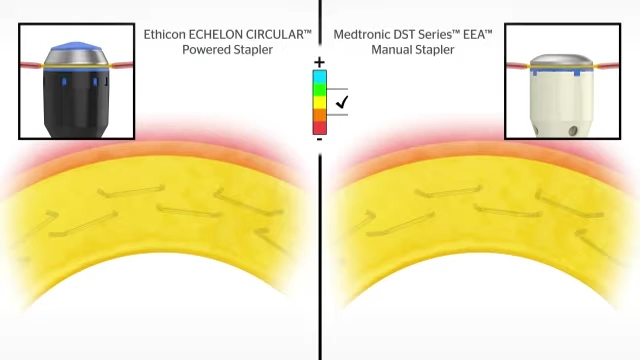 Ethicon ECHELON CIRCULAR™
Powered Stapler
Medtronic DST Series™ EEA™
Manual Stapler
+
-